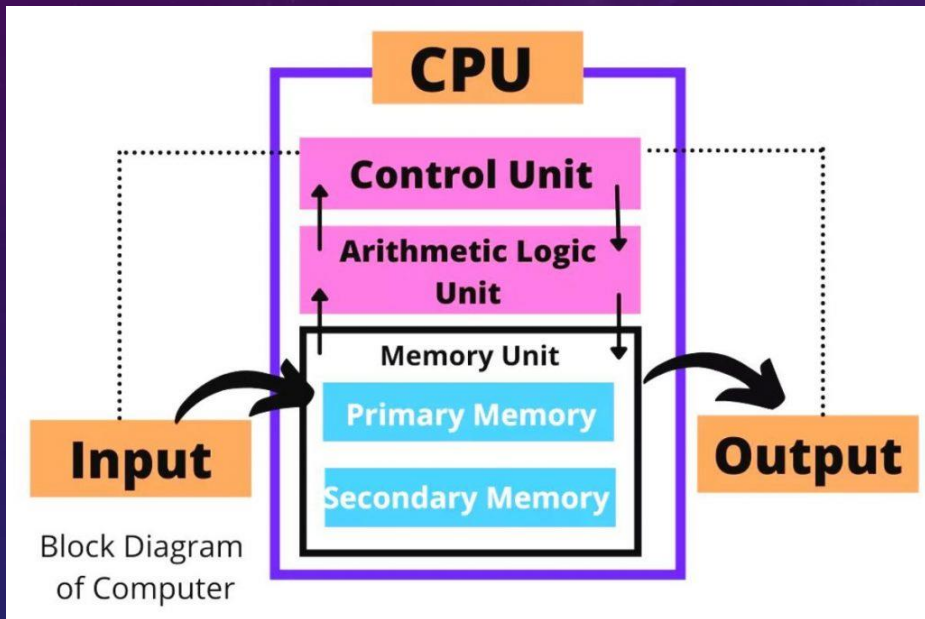 CPU
Control Unit
Arithmetic Logic
Unit
Memory Unit
Primary Memory
Secondary Memory
Input
Output
Block Diagram
of Computer